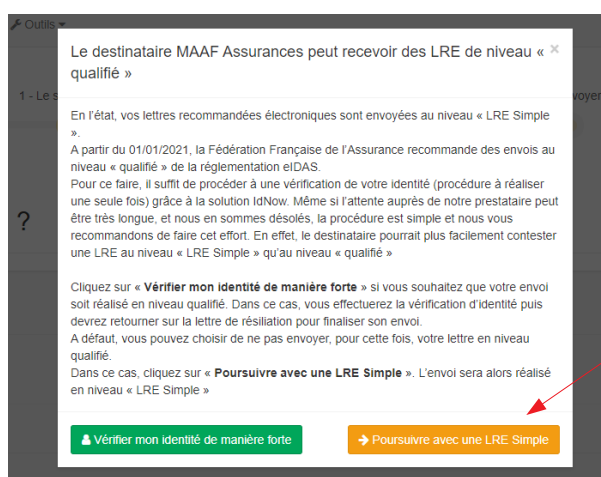 Outils
Le destinataire MAAF Assurances peut recevoir des LRE de niveau « ×
qualifié »
1 - Le s
voyer
En l'état, vos lettres recommandées électroniques sont envoyées au niveau « LRE Simple
».
A partir du 01/01/2021, la Fédération Française de l'Assurance recommande des envois au
niveau « qualifié » de la réglementation eIDAS.
Pour ce faire, il suffit de procéder à une vérification de votre identité (procédure à réaliser
une seule fois) grâce à la solution IdNow. Même si l'attente auprès de notre prestataire peut
être très longue, et nous en sommes désolés, la procédure est simple et nous vous
recommandons de faire cet effort. En effet, le destinataire pourrait plus facilement contester
une LRE au niveau « LRE Simple » qu'au niveau « qualifié »
?
Cliquez sur « Vérifier mon identité de manière forte » si vous souhaitez que votre envoi
soit réalisé en niveau qualifié. Dans ce cas, vous effectuerez la vérification d'identité puis
devrez retourner sur la lettre de résiliation pour finaliser son envoi.
A défaut, vous pouvez choisir de ne pas envoyer, pour cette fois, votre lettre en niveau
qualifié.
Dans ce cas, cliquez sur « Poursuivre avec une LRE Simple ». L'envoi sera alors réalisé
en niveau « LRE Simple »
Vérifier mon identité de manière forte
Poursuivre avec une LRE Simple